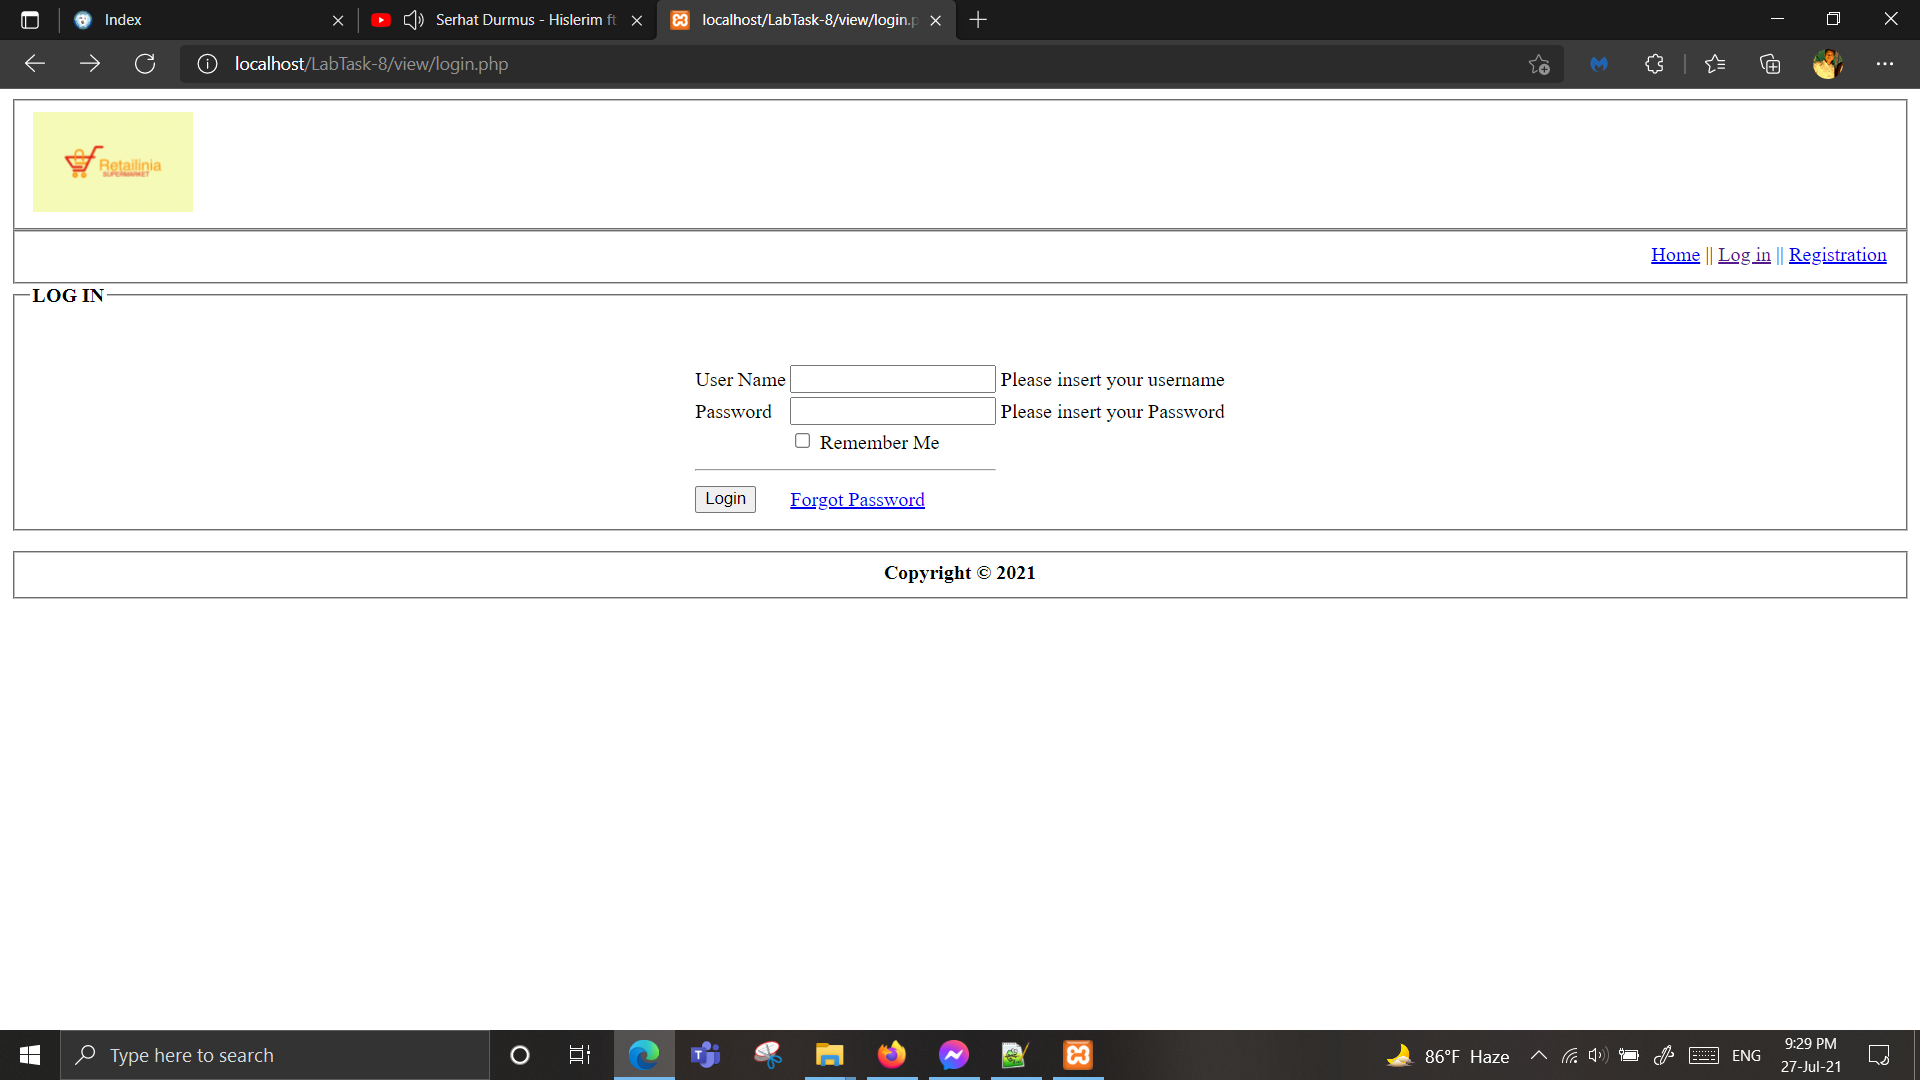 Index
Serhat Durmus - Hislerim ft
localhost/LabTask-8/view/login.p
localhost/LabTask-8/view/login.php
Retailinia
SUPERMARKET
Home || Log in || Registration
LOG IN
User Name Please insert your username
Password Please insert your Password
Remember Me
Login Forgot Password
Copyright © 2021
Type here to search
86°F Haze
ENG
9:29 PM
27-Jul-21